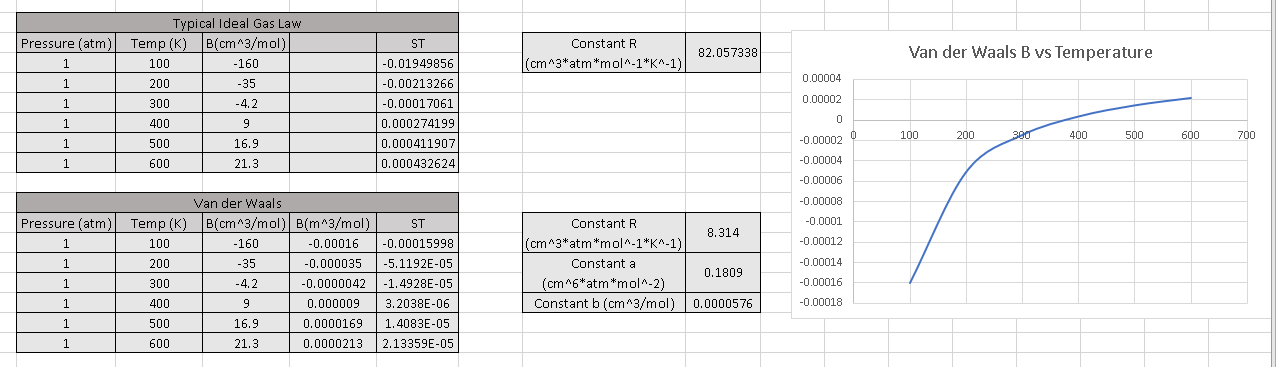 Typical Ideal Gas Law
Pressure (atm) Temp (K) B(cm^3/mol) ST
1 100 -160 -0.01949856
1 200 -35 -0.00213266
1 300 -4.2 -0.00017061
1 400 9 0.000274199
1 500 16.9 0.000411907
1 600 21.3 0.000432624
Constant R
(cm^3*atm*mol^-1*K^-1) 82.057338
Van der Waals
Pressure (atm) Temp (K) B(cm^3/mol) B(m^3/mol) ST
1 100 -160 -0.00016 -0.00015998
1 200 -35 -0.000035 -5.1192E-05
1 300 -4.2 -0.0000042 -1.4928E-05
1 400 9 0.000009 3.2038E-06
1 500 16.9 0.0000169 1.4083E-05
1 600 21.3 0.0000213 2.13359E-05
Constant R
(cm^3*atm*mol^-1*K^-1) 8.314
Constant a
(cm^6*atm*mol^-2) 0.1809
Constant b (cm^3/mol) 0.0000576
Van der Waals B vs Temperature
0.00004
0.00002
0
-0.00002
-0.00004
-0.00006
-0.00008
-0.0001
-0.00012
-0.00014
-0.00016
-0.00018
0 100 200 300 400 500 600 700